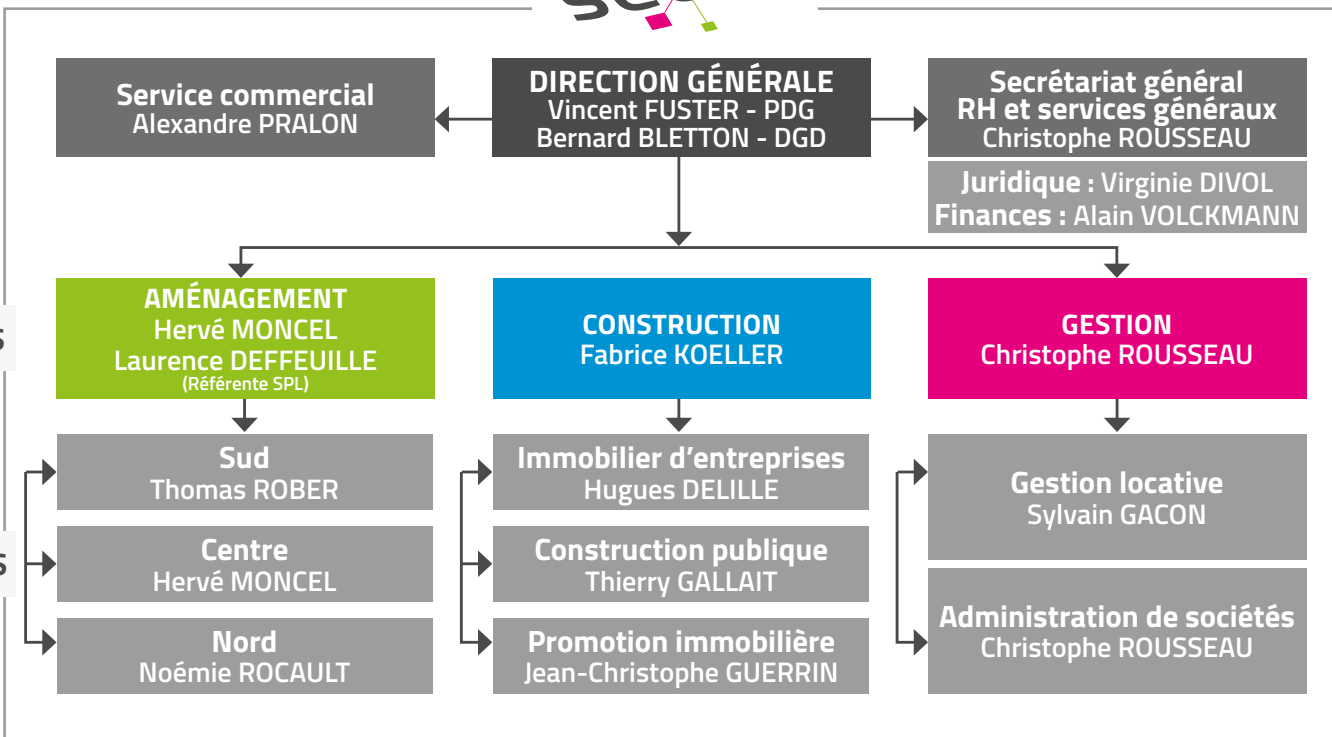 Service commercial
Alexandre PRALON
DIRECTION GÉNÉRALE
Vincent FUSTER - PDG
Bernard BLETTON - DGD
Secrétariat général
RH et services généraux
Christophe ROUSSEAU
Juridique : Virginie DIVOL
Finances : Alain VOLCKMANN
AMÉNAGEMENT
Hervé MONCEL
Laurence DEFFEUILLE
(Référente SPL)
CONSTRUCTION
Fabrice KOELLER
GESTION
Christophe ROUSSEAU
Sud
Thomas ROBER
Centre
Hervé MONCEL
Nord
Noémie ROCAULT
Immobilier d'entreprises
Hugues DELILLE
Construction publique
Thierry GALLAIT
Promotion immobilière
Jean-Christophe GUERRIN
Gestion locative
Sylvain GACON
Administration de sociétés
Christophe ROUSSEAU